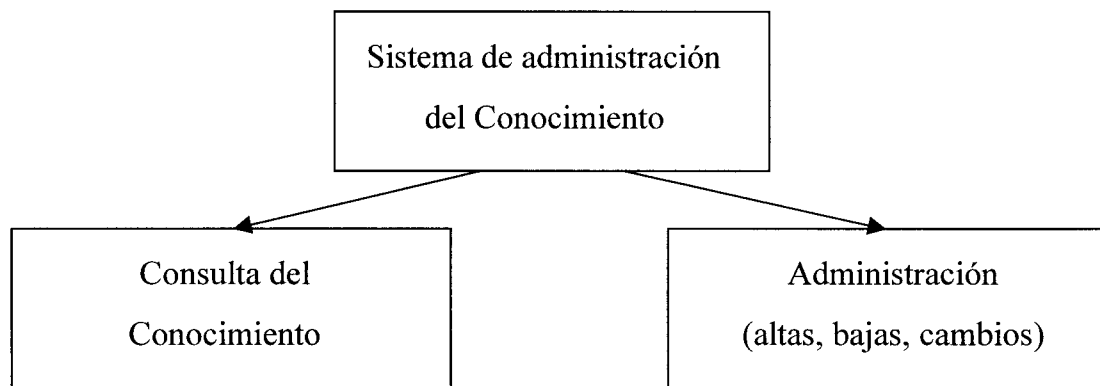 Sistema de administración
del Conocimiento
Consulta del
Conocimiento
Administración
(altas, bajas, cambios)